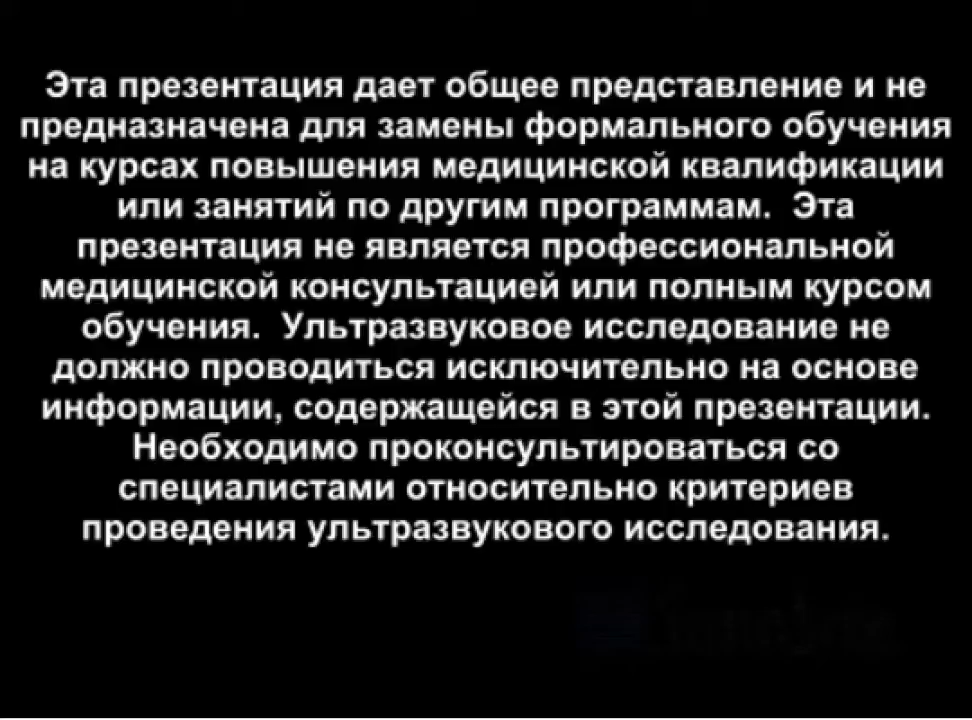 Эта презентация дает общее представление и не
предназначена для замены формального обучения
на курсах повышения медицинской квалификации
или занятий по другим программам. Эта
презентация не является профессиональной
медицинской консультацией или полным курсом
обучения. Ультразвуковое исследование не
должно проводиться исключительно на основе
информации, содержащейся в этой презентации.
Необходимо проконсультироваться со
специалистами относительно критериев
проведения ультразвукового исследования.